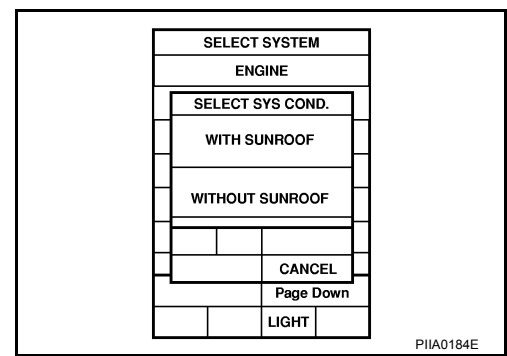 SELECT SYSTEM
ENGINE
SELECT SYS COND.
WITH SUNROOF
WITHOUT SUNROOF
CANCEL
Page Down
LIGHT
PIIA0184E